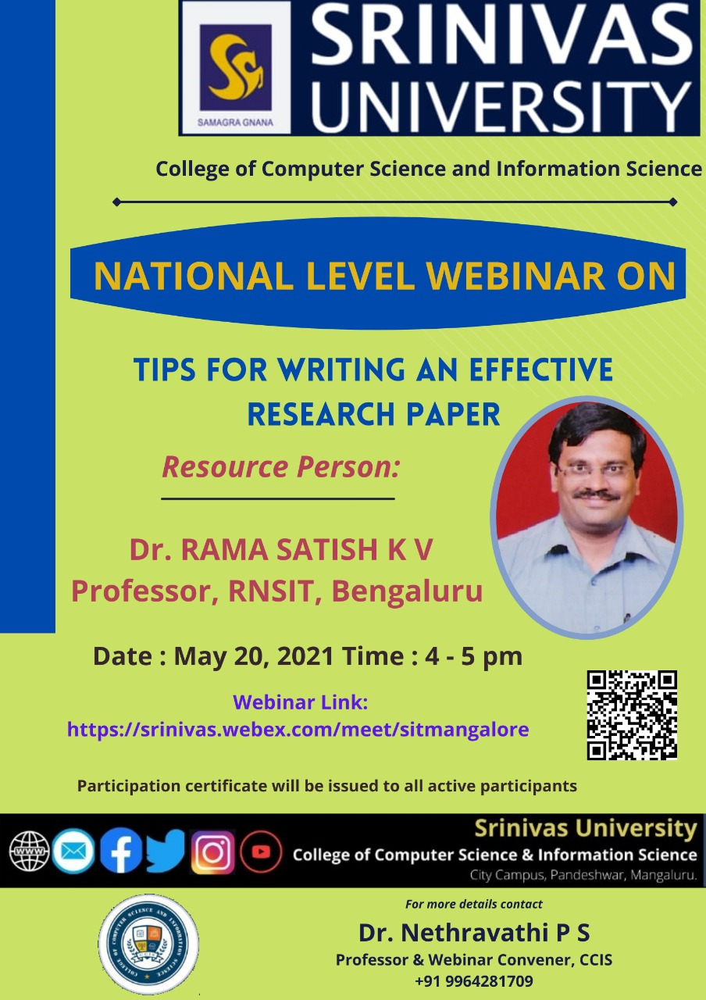 SRINIVAS
UNIVERSITY
SAMAGRA GNANA
College of Computer Science and Information Science
NATIONAL LEVEL WEBINAR ON
TIPS FOR WRITING AN EFFECTIVE
RESEARCH PAPER
Resource Person:
Dr. RAMA SATISH K V
Professor, RNSIT, Bengaluru
Date : May 20, 2021 Time : 4 - 5 pm
Webinar Link:
https://srinivas.webex.com/meet/sitmangalore
Participation certificate will be issued to all active participants
WWW
Srinivas University
College of Computer Science & Information Science
City Campus, Pandeshwar, Mangaluru.
COLLEGE OF COMPUTER SCIENCE AND INFORMATION SCIENCE
CCIS
For more details contact
Dr. Nethravathi P S
Professor & Webinar Convener, CCIS
+91 9964281709